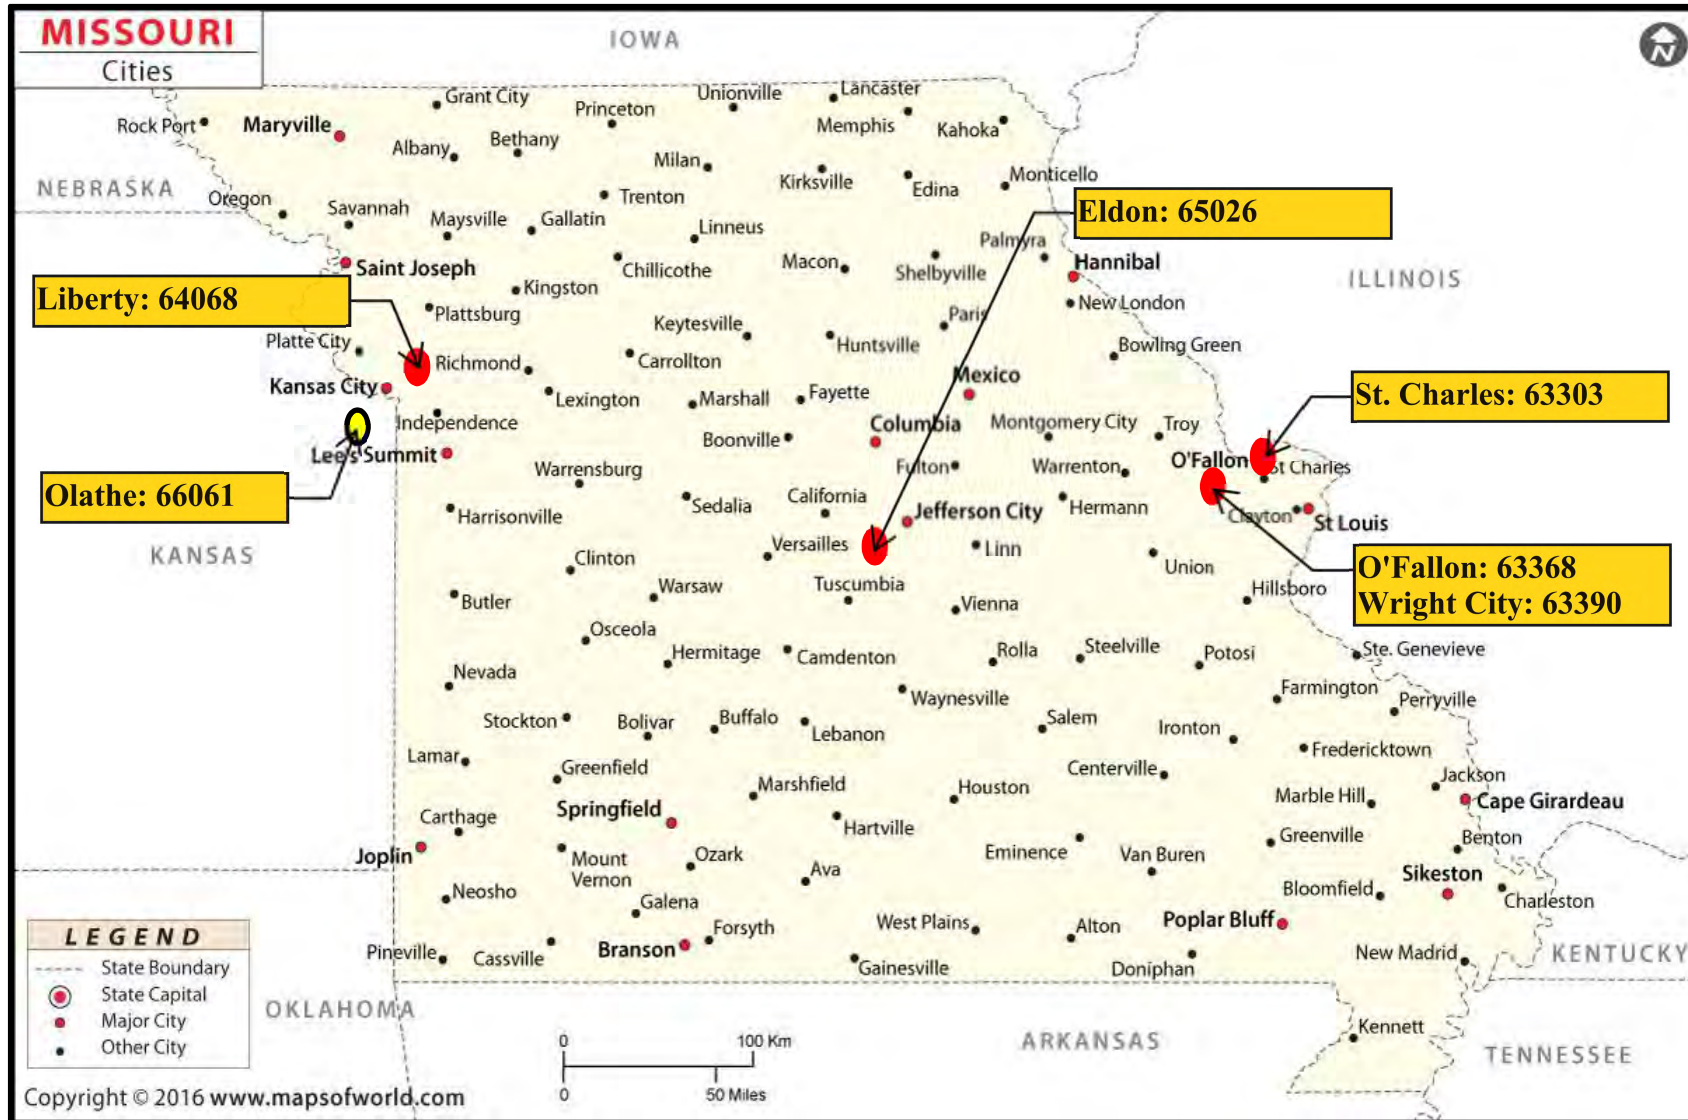 MISSOURI
Cities
IOWA
N
Grant City
Princeton
Unionville
Lancaster
Rock Port
Maryville
Memphis
Kahoka
Albany
Bethany
Milan
Kirksville
Edina
Monticello
NEBRASKA
Oregon
Savannah
Maysville
Gallatin
Trenton
Linneus
Eldon: 65026
Palmyra
Saint Joseph
Chillicothe
Macon
Shelbyville
Hannibal
ILLINOIS
Liberty: 64068
Kingston
Plattsburg
Keytesville
Paris
New London
Platte City
Richmond
Carrollton
Huntsville
Bowling Green
Kansas City
Lexington
Marshall
Fayette
Mexico
St. Charles: 63303
Independence
Boonville
Columbia
Montgomery City
Troy
Lee's Summit
Warrensburg
Fulton
Warrenton
O'Fallon
St Charles
Olathe: 66061
Harrisonville
Sedalia
California
Jefferson City
Hermann
Clayton
St Louis
KANSAS
Clinton
Versailles
Linn
Union
O'Fallon: 63368
Wright City: 63390
Butler
Warsaw
Tuscumbia
Vienna
Hillsboro
Osceola
Hermitage
Camdenton
Rolla
Steelville
Potosi
Ste. Genevieve
Nevada
Waynesville
Farmington
Perryville
Stockton
Bolivar
Buffalo
Lebanon
Salem
Ironton
Fredericktown
Lamar
Greenfield
Marshfield
Houston
Centerville
Jackson
Marble Hill
Cape Girardeau
Carthage
Springfield
Hartville
Eminence
Van Buren
Greenville
Benton
Joplin
Mount
Vernon
Ozark
Ava
Sikeston
Neosho
Galena
Bloomfield
Charleston
LEGEND
State Boundary
State Capital
Major City
Other City
Pineville
Cassville
Branson
Forsyth
West Plains
Alton
Poplar Bluff
Gainesville
Doniphan
New Madrid
KENTUCKY
OKLAHOMA
ARKANSAS
Kennett
TENNESSEE
0
100 Km
0
50 Miles
Copyright © 2016 www.mapsofworld.com